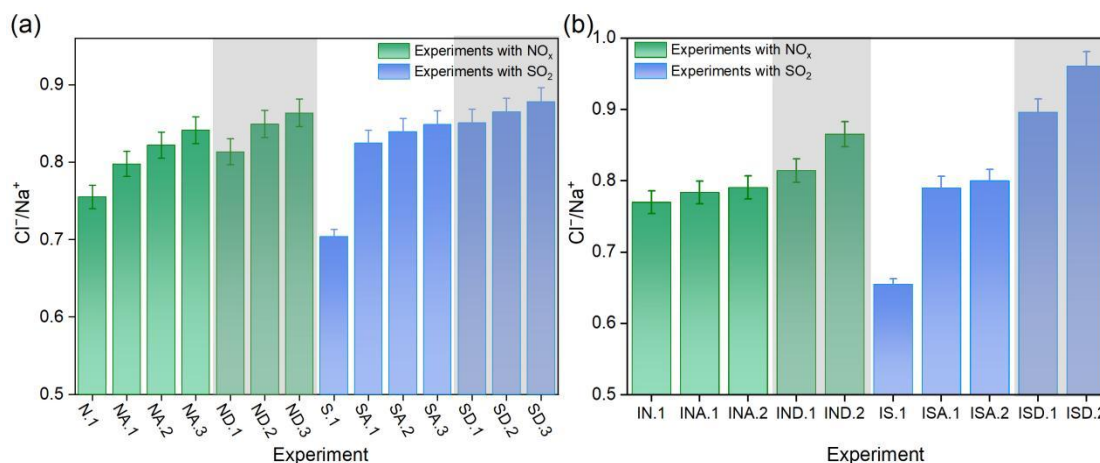 (a)
Experiments with NOₓ
Experiments with SO₂
0.9
0.8
0.7
0.6
0.5
Cl⁻/Na⁺
N.1 NA.1 NA.2 NA.3 ND.1 ND.2 ND.3 S.1 SA.1 SA.2 SA.3 SD.1 SD.2 SD.3
Experiment
(b)
Experiments with NOₓ
Experiments with SO₂
1.0
0.9
0.8
0.7
0.6
0.5
Cl⁻/Na⁺
IN.1 INA.1 INA.2 IND.1 IND.2 IS.1 ISA.1 ISA.2 ISD.1 ISD.2
Experiment